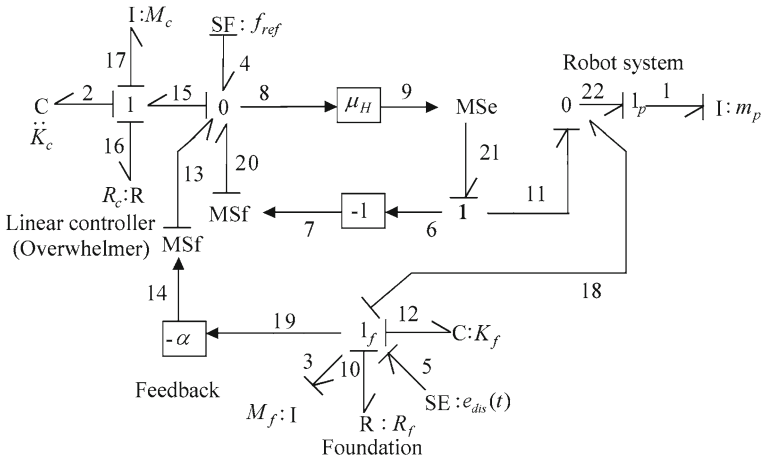 I : M_c
SF : f_ref
17
4
Robot system
C
2
1
15
0
8
μ_H
9
MSe
0
22
1_p
1
I : m_p
K_c
:
16
13
20
21
11
R_c : R
Linear controller
(Overwhelmer)
MSf
7
-1
6
1
MSf
18
14
19
12
1_f
C : K_f
-α
3
10
5
Feedback
SE : e_dis(t)
M_f : I
R : R_f
Foundation